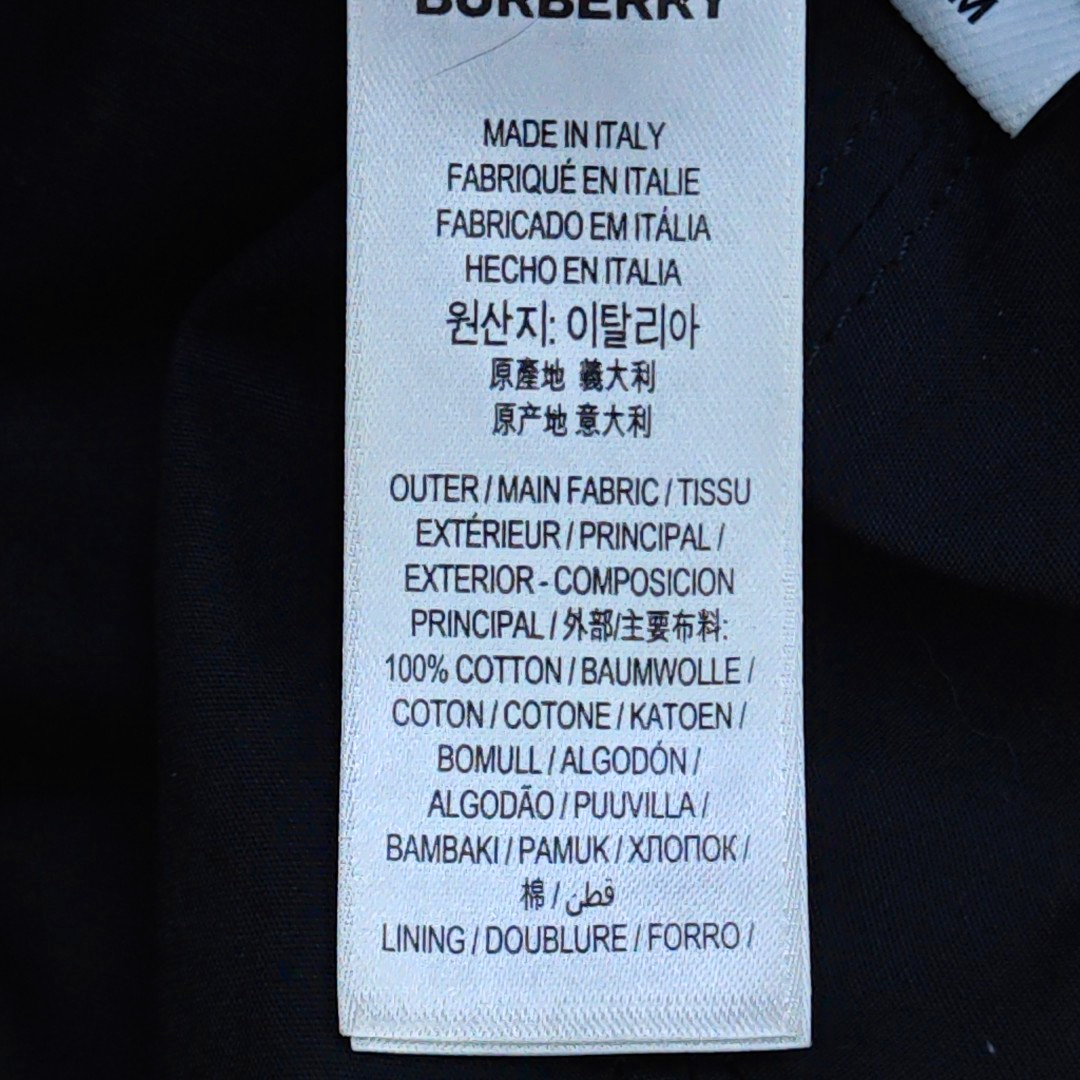 BURBERRY
M
MADE IN ITALY
FABRIQUÉ EN ITALIE
FABRICADO EM ITÁLIA
HECHO EN ITALIA
원산지: 이탈리아
原產地 義大利
原产地 意大利
OUTER / MAIN FABRIC / TISSU
EXTÉRIEUR / PRINCIPAL /
EXTERIOR - COMPOSICION
PRINCIPAL / 外部/主要布料:
100% COTTON / BAUMWOLLE /
COTON / COTONE / KATOEN /
BOMULL / ALGODÓN /
ALGODÃO / PUUVILLA /
BAMBAKI / PAMUK / ХЛОПОК /
棉 / قطن
LINING / DOUBLURE / FORRO /